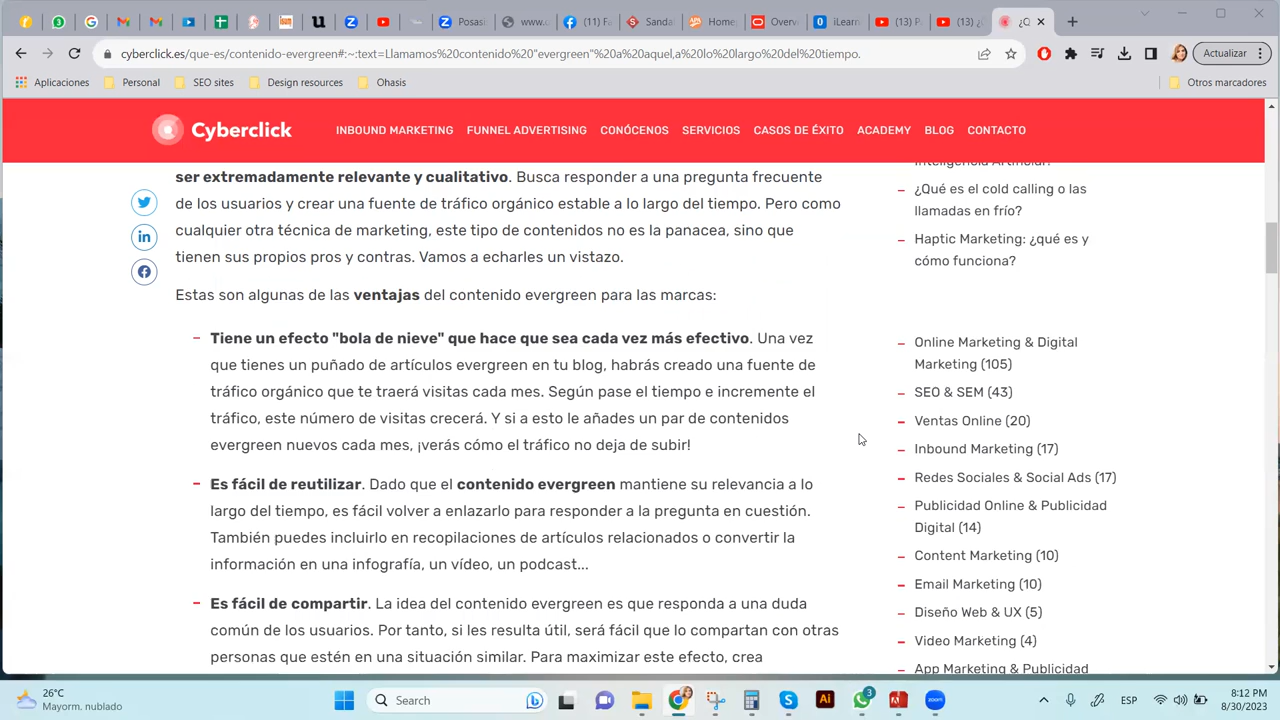 Posas
www.c
(11) Fa
Sandal
Home
Overv
iLearn
(13) P
(13) ¿
¿Q
cyberclick.es/que-es/contenido-evergreen#:~:text=Llamamos%20contenido%20"evergreen"%20a%20aquel,a%20lo%20largo%20del%20tiempo.
Actualizar
Aplicaciones
Personal
SEO sites
Design resources
Ohasis
Otros marcadores
Cyberclick
INBOUND MARKETING
FUNNEL ADVERTISING
CONÓCENOS
SERVICIOS
CASOS DE ÉXITO
ACADEMY
BLOG
CONTACTO
ser extremadamente relevante y cualitativo. Busca responder a una pregunta frecuente
de los usuarios y crear una fuente de tráfico orgánico estable a lo largo del tiempo. Pero como
cualquier otra técnica de marketing, este tipo de contenidos no es la panacea, sino que
tienen sus propios pros y contras. Vamos a echarles un vistazo.
Estas son algunas de las ventajas del contenido evergreen para las marcas:
– Tiene un efecto "bola de nieve" que hace que sea cada vez más efectivo. Una vez
que tienes un puñado de artículos evergreen en tu blog, habrás creado una fuente de
tráfico orgánico que te traerá visitas cada mes. Según pase el tiempo e incremente el
tráfico, este número de visitas crecerá. Y si a esto le añades un par de contenidos
evergreen nuevos cada mes, ¡verás cómo el tráfico no deja de subir!
– Es fácil de reutilizar. Dado que el contenido evergreen mantiene su relevancia a lo
largo del tiempo, es fácil volver a enlazarlo para responder a la pregunta en cuestión.
También puedes incluirlo en recopilaciones de artículos relacionados o convertir la
información en una infografía, un vídeo, un podcast...
– Es fácil de compartir. La idea del contenido evergreen es que responda a una duda
común de los usuarios. Por tanto, si les resulta útil, será fácil que lo compartan con otras
personas que estén en una situación similar. Para maximizar este efecto, crea
Inteligencia Artificial?
– ¿Qué es el cold calling o las
llamadas en frío?
– Haptic Marketing: ¿qué es y
cómo funciona?
– Online Marketing & Digital
Marketing (105)
– SEO & SEM (43)
– Ventas Online (20)
– Inbound Marketing (17)
– Redes Sociales & Social Ads (17)
– Publicidad Online & Publicidad
Digital (14)
– Content Marketing (10)
– Email Marketing (10)
– Diseño Web & UX (5)
– Video Marketing (4)
– App Marketing & Publicidad
26°C
Mayorm. nublado
Search
Ai
3
ESP
8:12 PM
8/30/2023